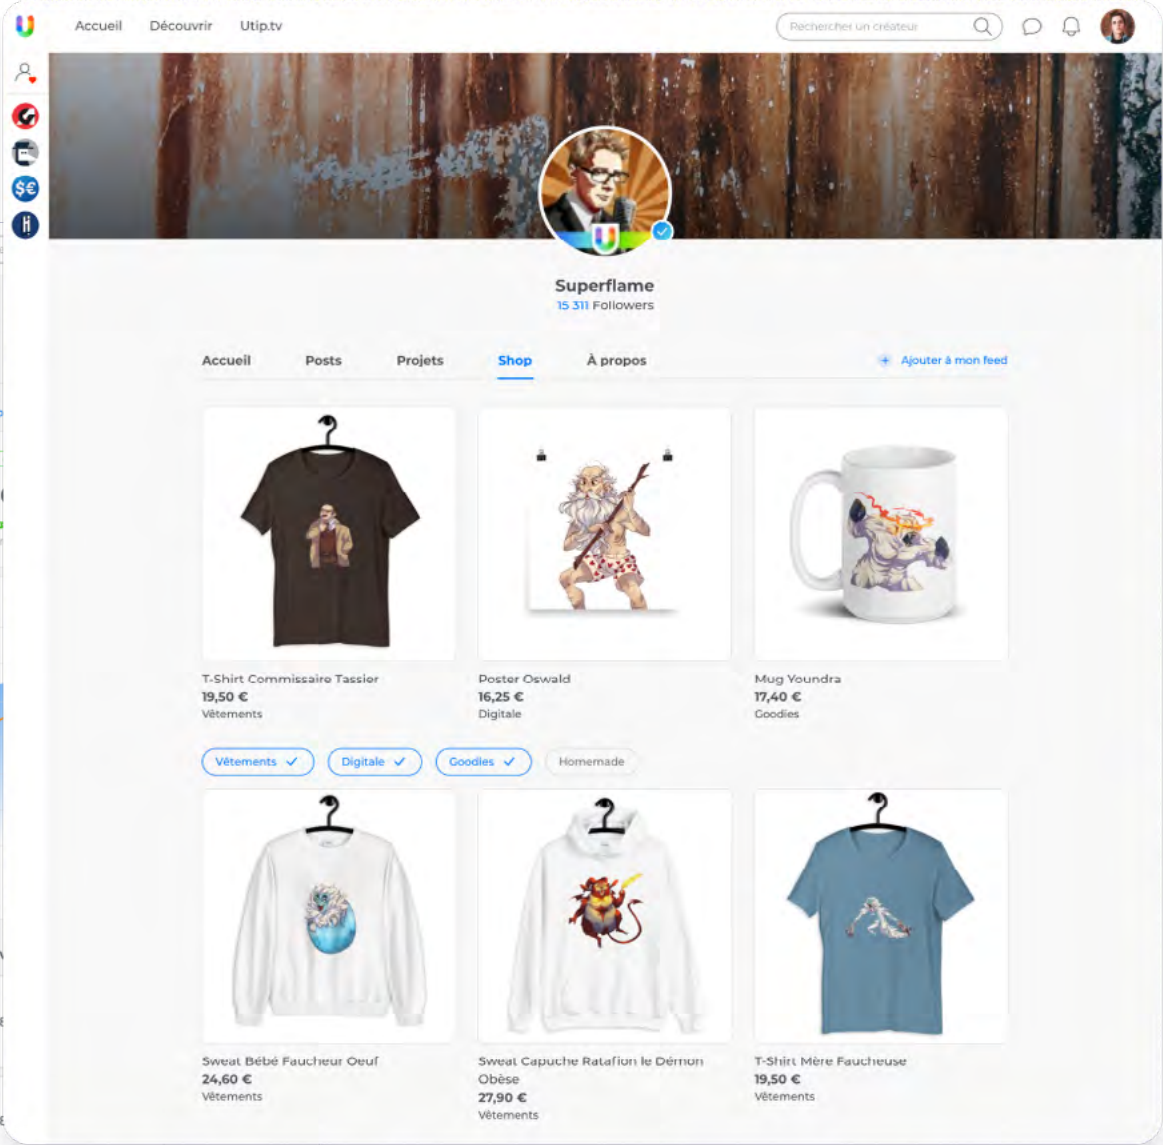 Accueil Découvrir Utip.tv Rechercher un créateur
$€
Superflame
15 311 Followers
Accueil Posts Projets Shop À propos + Ajouter à mon feed
T-Shirt Commissaire Tassier
19,50 €
Vêtements
Poster Oswald
16,25 €
Digitale
Mug Youndra
17,40 €
Goodies
Vêtements Digitale Goodies Homemade
Sweat Bébé Faucheur Oeuf
24,60 €
Vêtements
Sweat Capuche Ratafion le Démon
Obèse
27,90 €
Vêtements
T-Shirt Mère Faucheuse
19,50 €
Vêtements